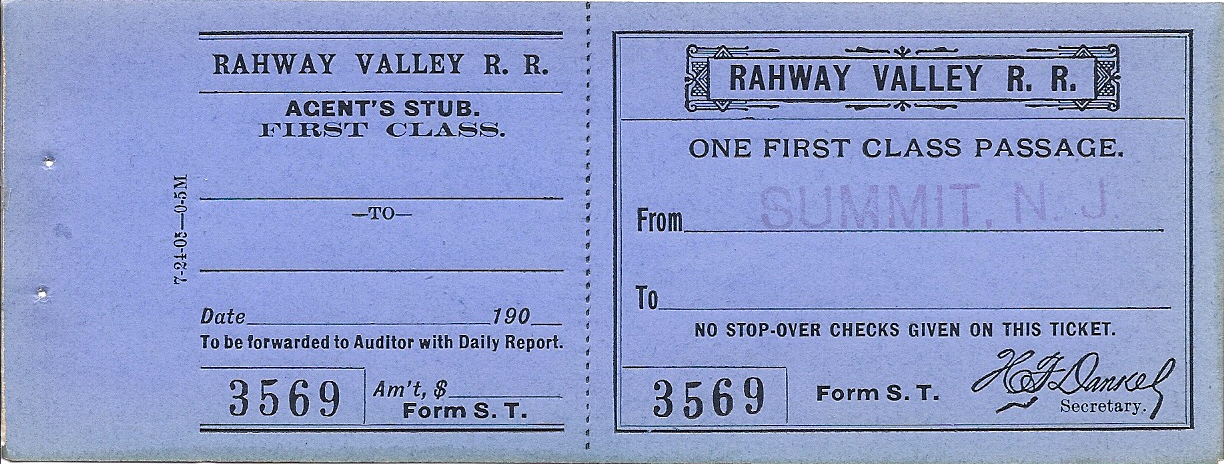 RAHWAY VALLEY R. R.
AGENT'S STUB.
FIRST CLASS.
—TO—
7-24-05—0-5M
Date 190
To be forwarded to Auditor with Daily Report.
3569
Am't, $
Form S. T.
RAHWAY VALLEY R. R.
ONE FIRST CLASS PASSAGE.
From SUMMIT, N. J
To
NO STOP-OVER CHECKS GIVEN ON THIS TICKET.
3569
Form S. T.
H F Dankel
Secretary.